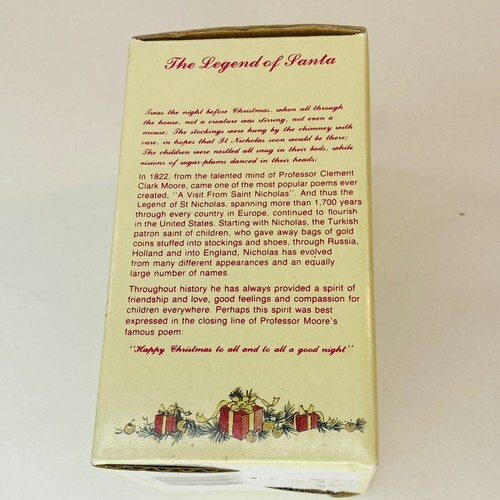 The Legend of Santa
Twas the night before Christmas, when all through
the house, not a creature was stirring, not even a
mouse; The stockings were hung by the chimney with
care, in hopes that St Nicholas soon would be there;
The children were nestled all snug in their beds, while
visions of sugar-plums danced in their heads;
In 1822, from the talented mind of Professor Clement
Clark Moore, came one of the most popular poems ever
created, "A Visit From Saint Nicholas". And thus the
Legend of St Nicholas, spanning more than 1,700 years
through every country in Europe, continued to flourish
in the United States. Starting with Nicholas, the Turkish
patron saint of children, who gave away bags of gold
coins stuffed into stockings and shoes, through Russia,
Holland and into England, Nicholas has evolved
from many different appearances and an equally
large number of names.
Throughout history he has always provided a spirit of
friendship and love, good feelings and compassion for
children everywhere. Perhaps this spirit was best
expressed in the closing line of Professor Moore's
famous poem:
"Happy Christmas to all and to all a good night"